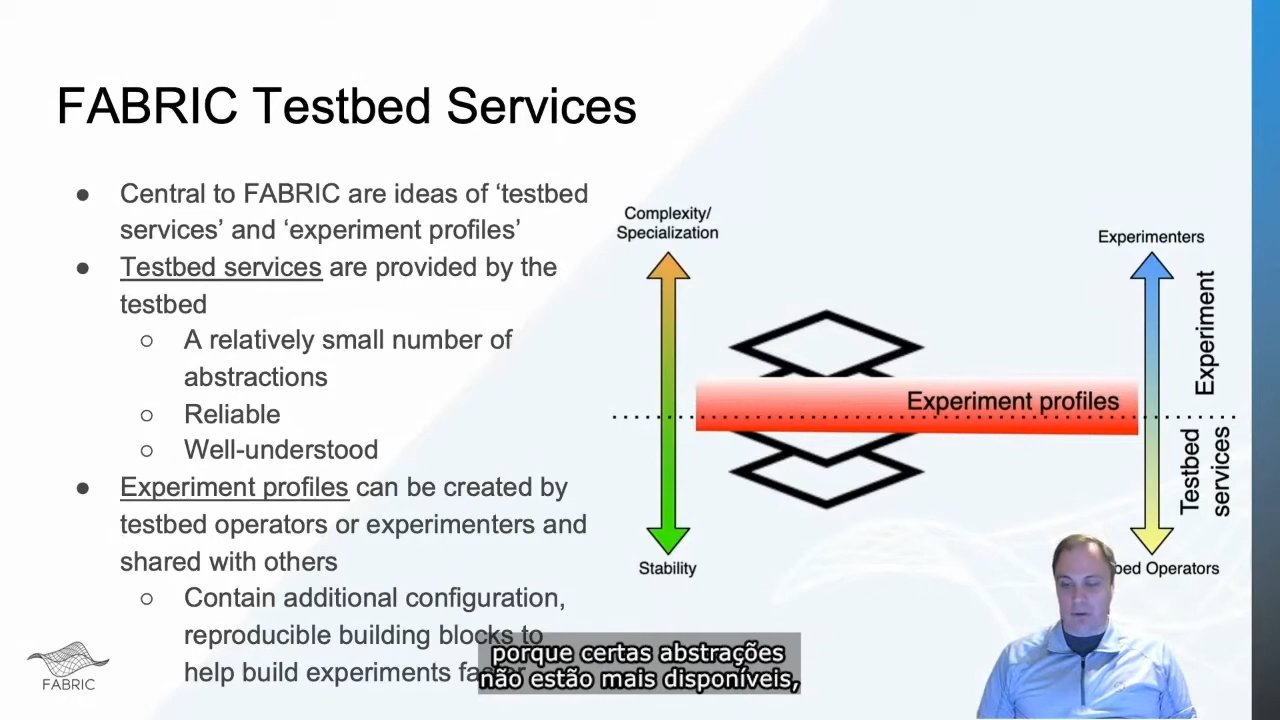 FABRIC Testbed Services
● Central to FABRIC are ideas of ‘testbed
services’ and ‘experiment profiles’
● Testbed services are provided by the
testbed
○ A relatively small number of
abstractions
○ Reliable
○ Well-understood
● Experiment profiles can be created by
testbed operators or experimenters and
shared with others
○ Contain additional configuration,
reproducible building blocks to
help build experiments
Complexity/
Specialization
Stability
Experiment profiles
Experimenters
Experiment
Testbed
services
Operators
FABRIC
porque certas abstrações
não estão mais disponíveis,